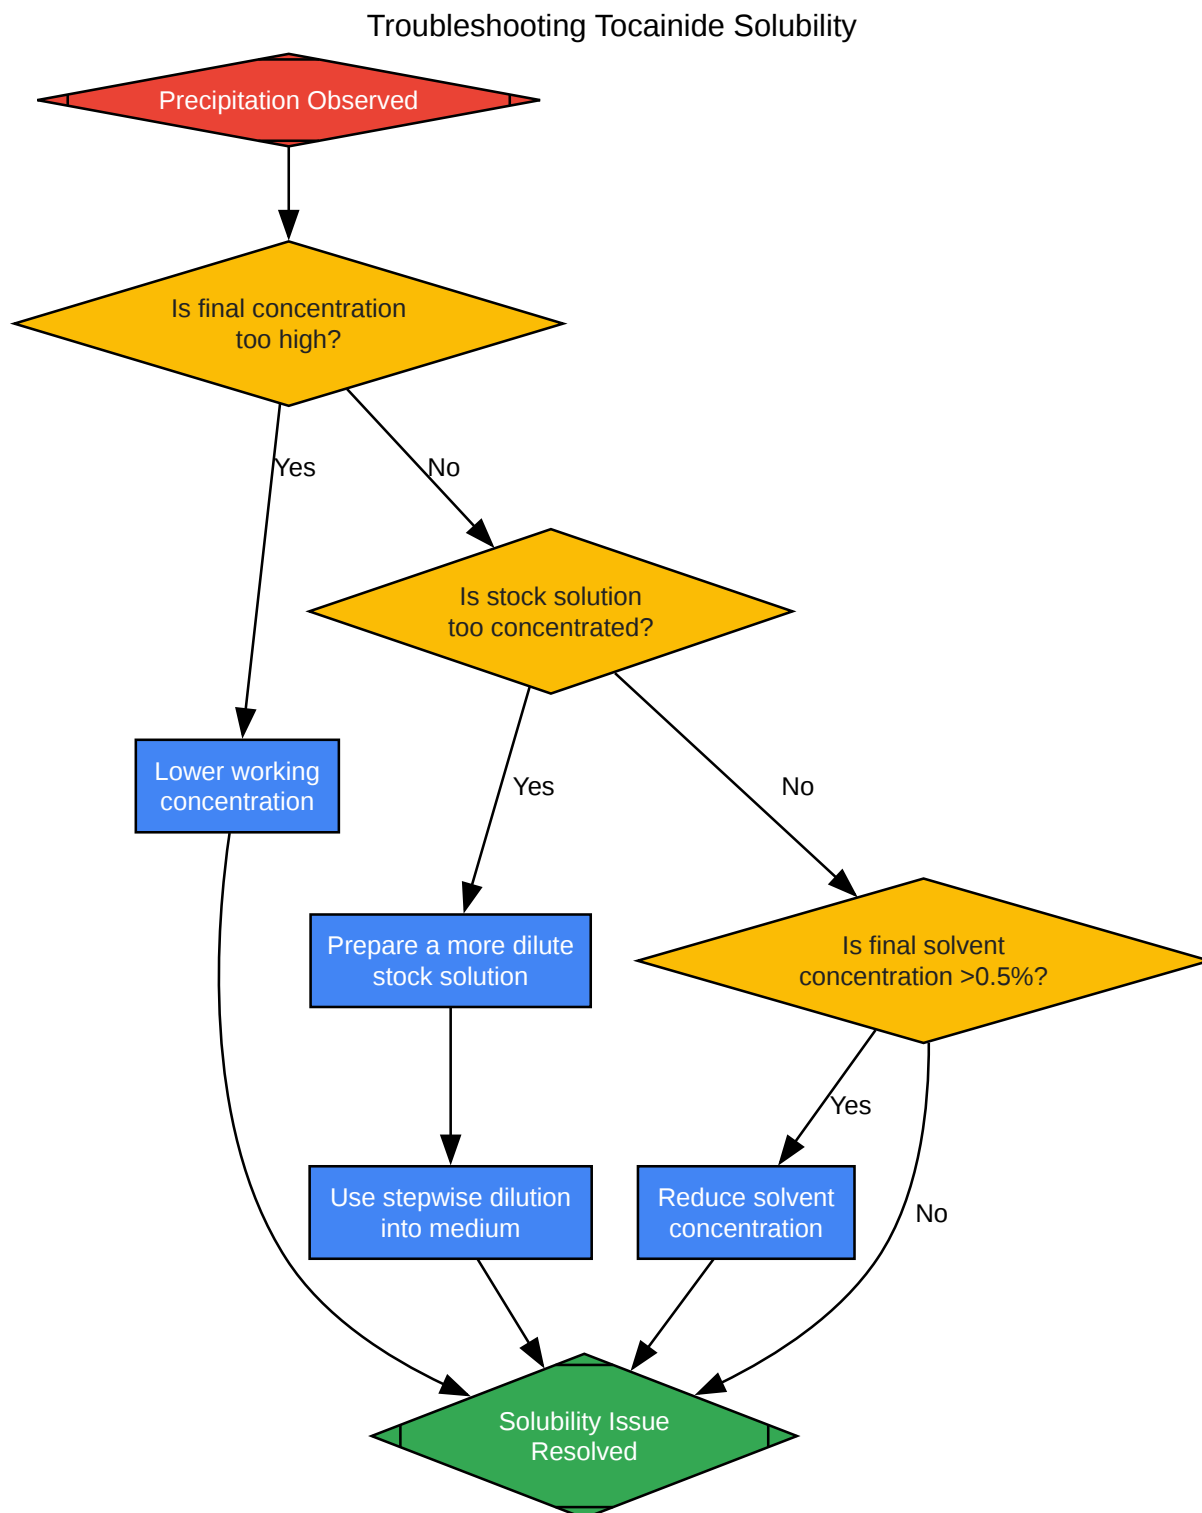 Troubleshooting Tocainide Solubility
Precipitation Observed
Is final concentration
too high?
Yes
No
Is stock solution
too concentrated?
Lower working
concentration
Yes
No
Prepare a more dilute
stock solution
Is final solvent
concentration >0.5%?
Yes
Use stepwise dilution
into medium
Reduce solvent
concentration
No
Solubility Issue
Resolved